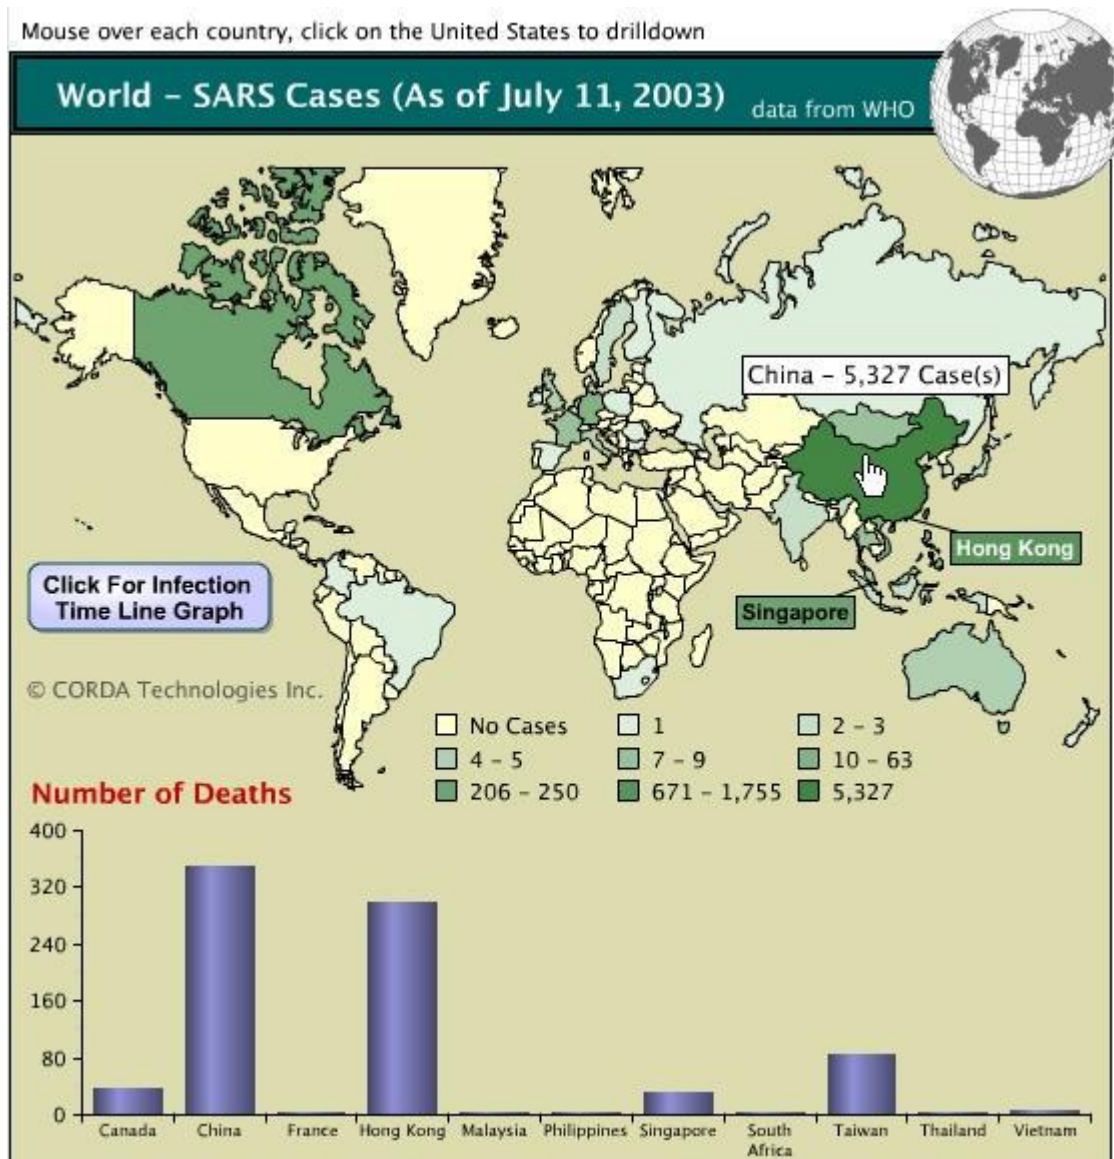 Mouse over each country, click on the United States to drilldown
World – SARS Cases (As of July 11, 2003) data from WHO
China – 5,327 Case(s)
Hong Kong
Singapore
Click For Infection
Time Line Graph
© CORDA Technologies Inc.
No Cases 1 2 – 3
4 – 5 7 – 9 10 – 63
206 – 250 671 – 1,755 5,327
Number of Deaths
400
320
240
160
80
0
Canada China France Hong Kong Malaysia Philippines Singapore South Africa Taiwan Thailand Vietnam